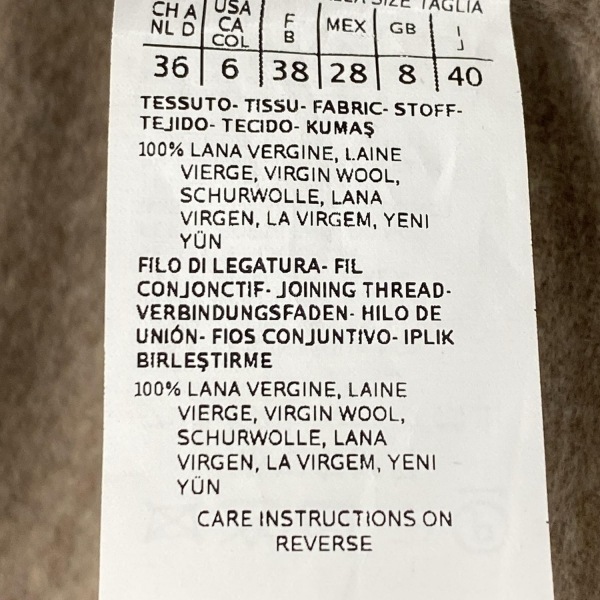 SIZE TAGLIA
CH A USA F MEX GB I
NL D CA B J
COL
36 6 38 28 8 40
TESSUTO- TISSU- FABRIC- STOFF-
TEJIDO- TECIDO- KUMAŞ
100% LANA VERGINE, LAINE
VIERGE, VIRGIN WOOL,
SCHURWOLLE, LANA
VIRGEN, LA VIRGEM, YENI
YÜN
FILO DI LEGATURA- FIL
CONJONCTIF- JOINING THREAD-
VERBINDUNGSFADEN- HILO DE
UNIÓN- FIOS CONJUNTIVO- IPLIK
BIRLEŞTIRME
100% LANA VERGINE, LAINE
VIERGE, VIRGIN WOOL,
SCHURWOLLE, LANA
VIRGEN, LA VIRGEM, YENI
YÜN
CARE INSTRUCTIONS ON
REVERSE